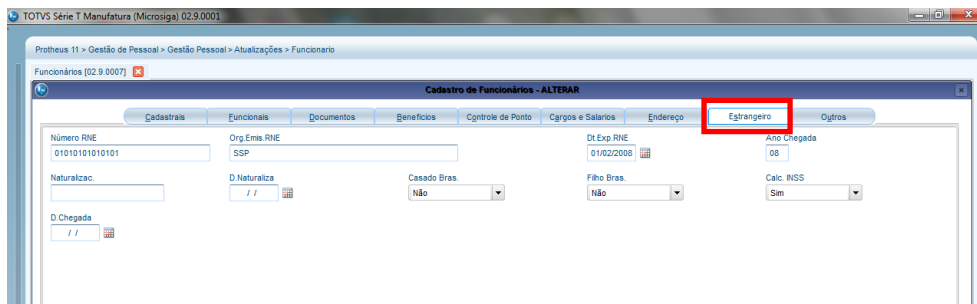 TOTVS Série T Manufatura (Microsiga) 02.9.0001
Protheus 11 > Gestão de Pessoal > Gestão Pessoal > Atualizações > Funcionario
Funcionários [02.9.0007]
Cadastro de Funcionários - ALTERAR
Cadastrais Funcionais Documentos Beneficios Controle de Ponto Cargos e Salarios Endereço Estrangeiro Outros
Número RNE Org.Emis.RNE Dt.Exp.RNE Ano Chegada
01010101010101 SSP 01/02/2008 08
Naturalizac. D.Naturaliza Casado Bras. Filho Bras. Calc. INSS
/ / Não Não Sim
D.Chegada
/ /